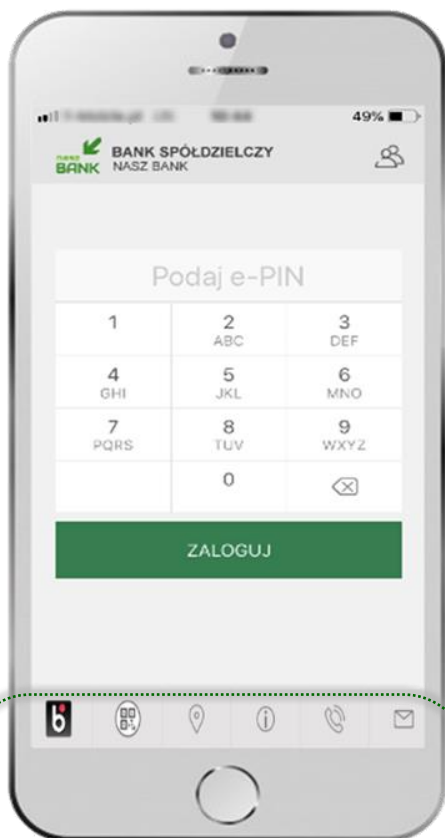 49%
nasz
BANK
BANK SPÓŁDZIELCZY
NASZ BANK
Podaj e-PIN
1
2
3
ABC
DEF
4
5
6
GHI
JKL
MNO
7
8
9
PQRS
TUV
WXYZ
0
ZALOGUJ
b
i